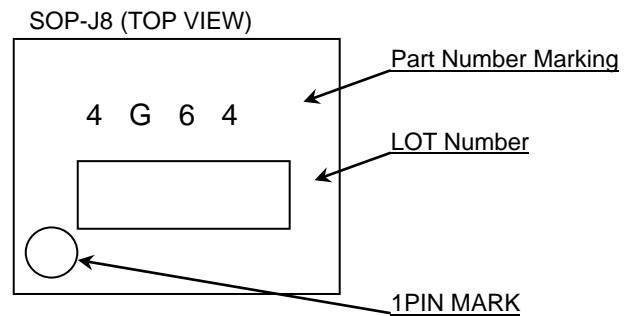 SOP-J8 (TOP VIEW)
Part Number Marking
4 G 6 4
LOT Number
1PIN MARK